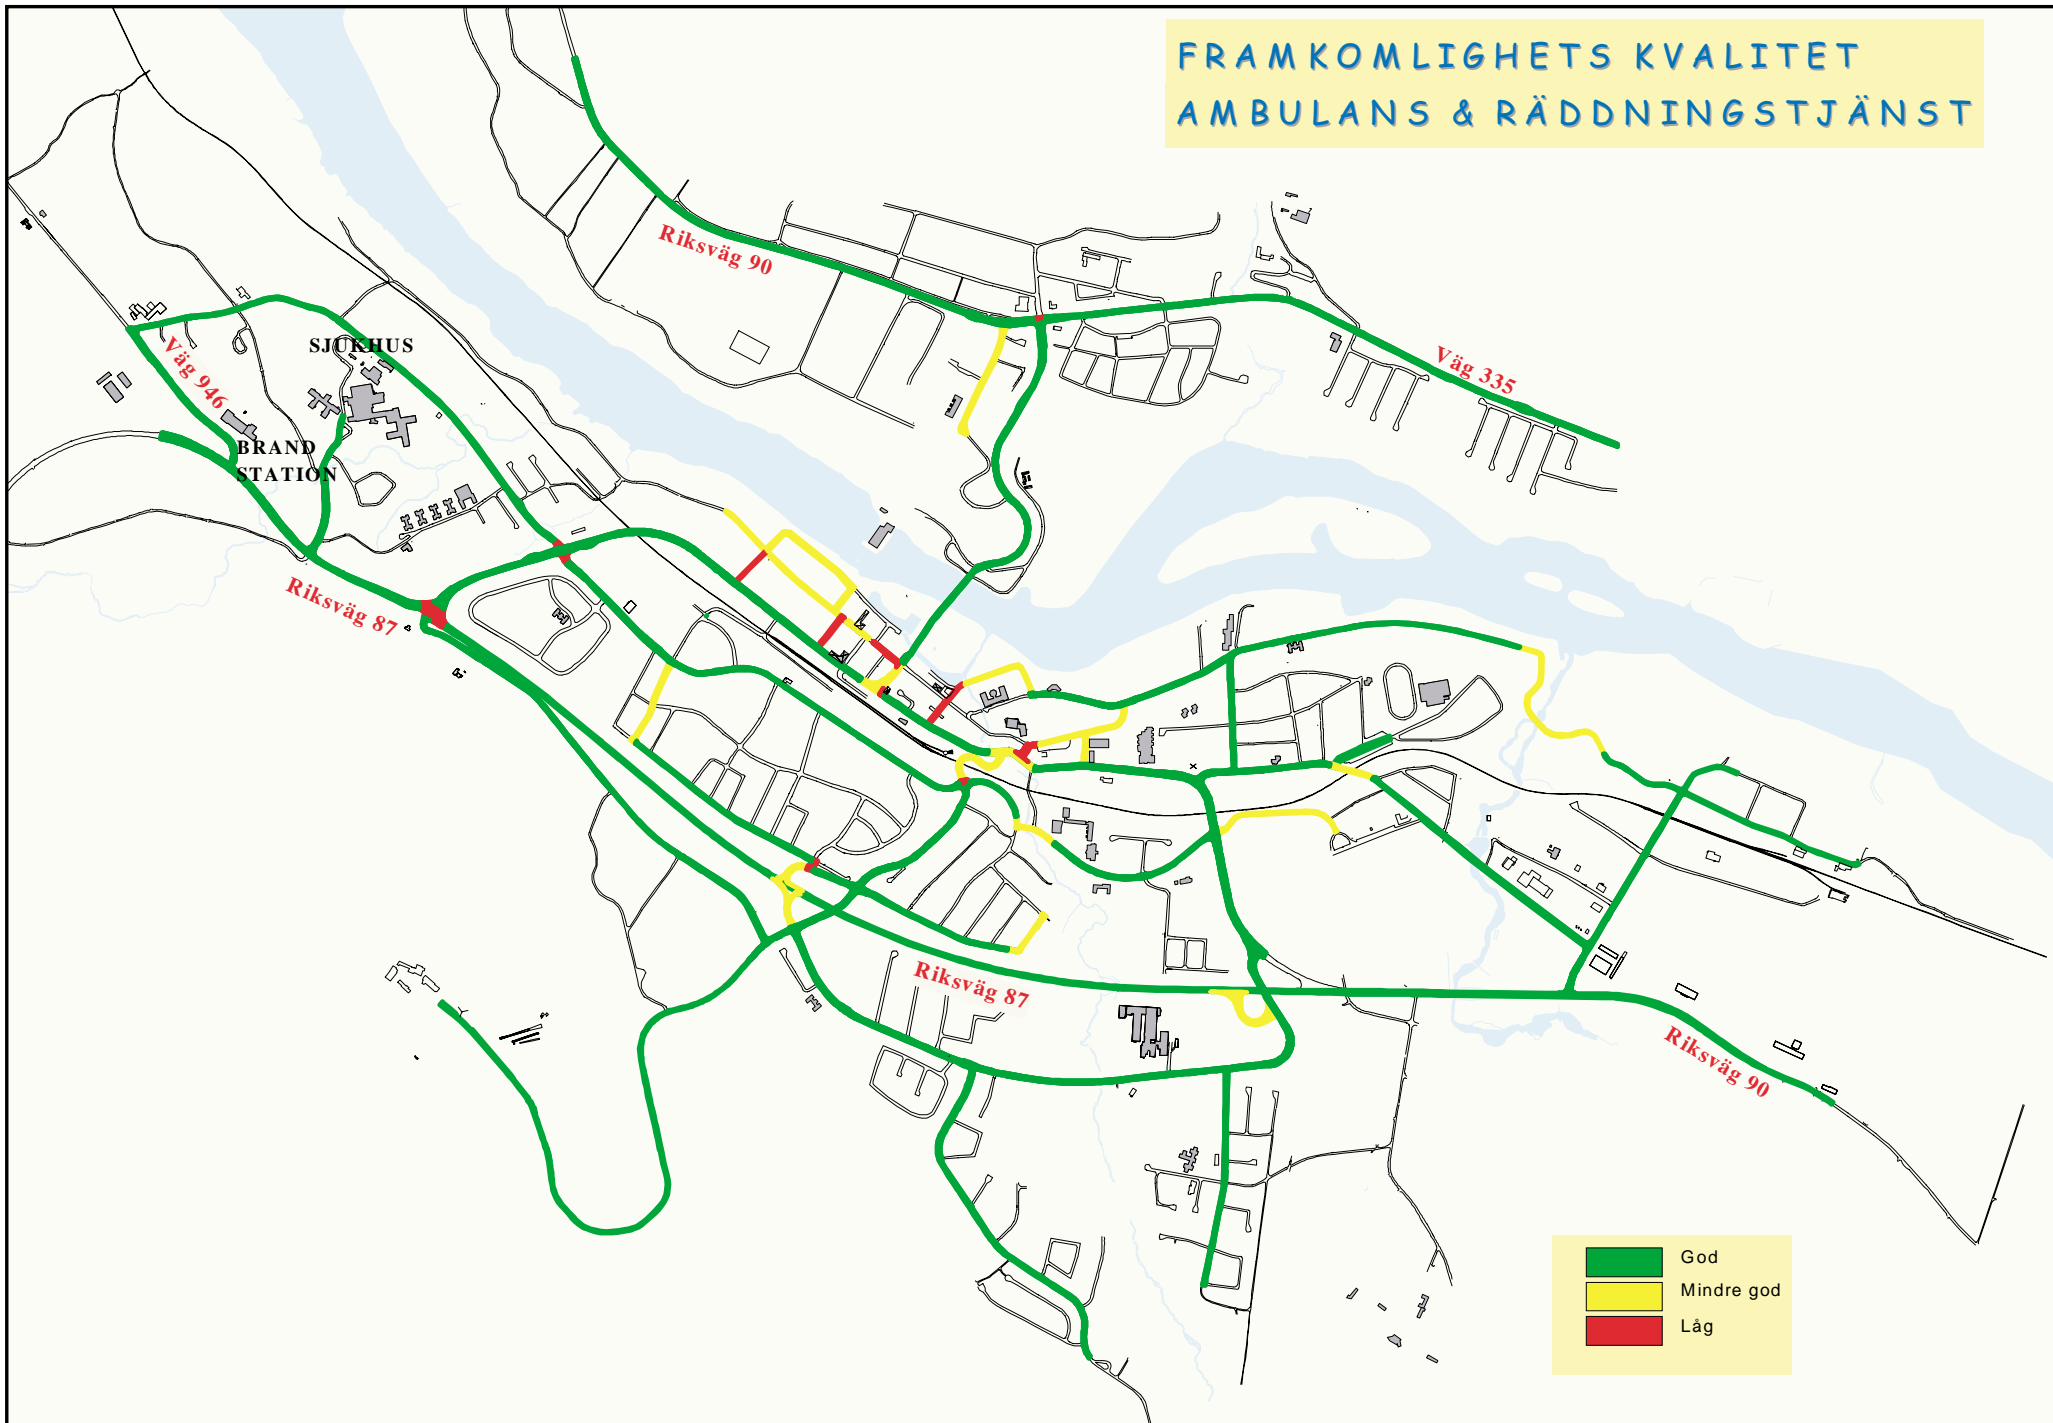 FRAMKOMLIGHETS KVALITET
AMBULANS & RÄDDNINGSTJÄNST
Riksväg 90
SJUKHUS
Väg 946
Väg 335
BRAND
STATION
Riksväg 87
Riksväg 87
Riksväg 90
God
Mindre god
Låg